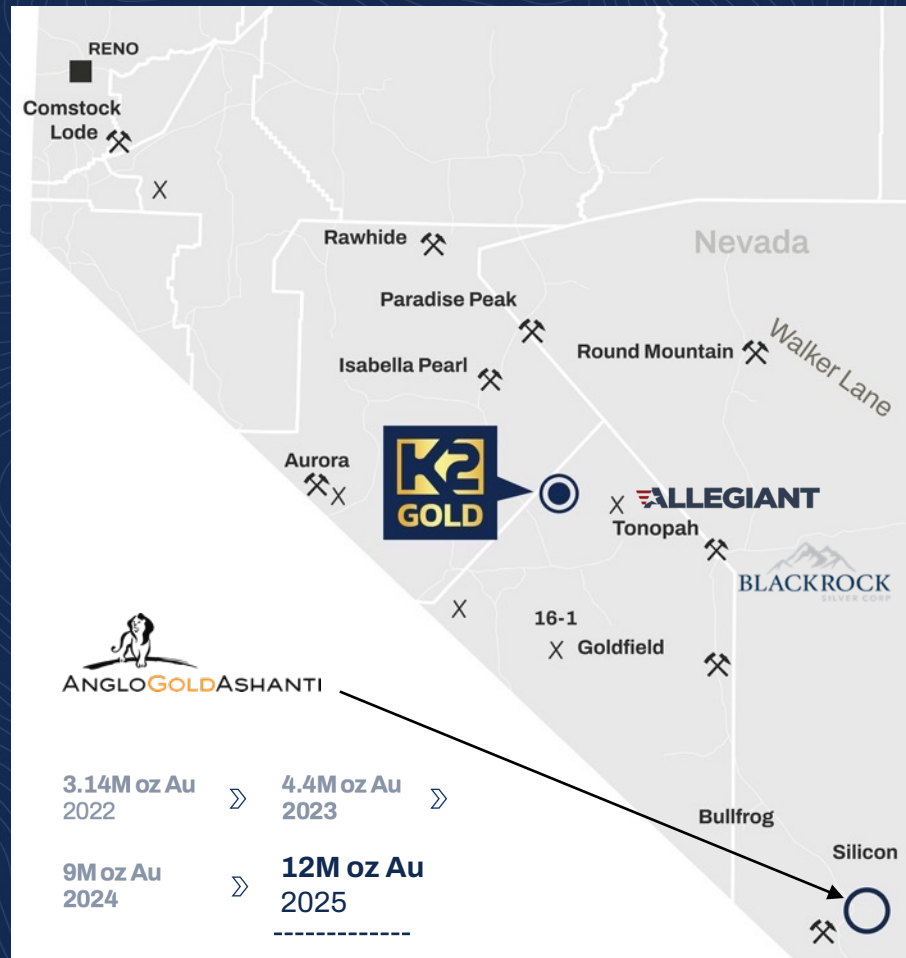 RENO
Comstock
Lode
X
Rawhide
Nevada
Paradise Peak
Round Mountain
Walker Lane
Isabella Pearl
Aurora
X
K2
GOLD
X
ALLEGIANT
Tonopah
BLACKROCK
SILVER CORP
X
16-1
X Goldfield
ANGLOGOLDASHANTI
3.14M oz Au
2022
4.4M oz Au
2023
Bullfrog
Silicon
9M oz Au
2024
12M oz Au
2025